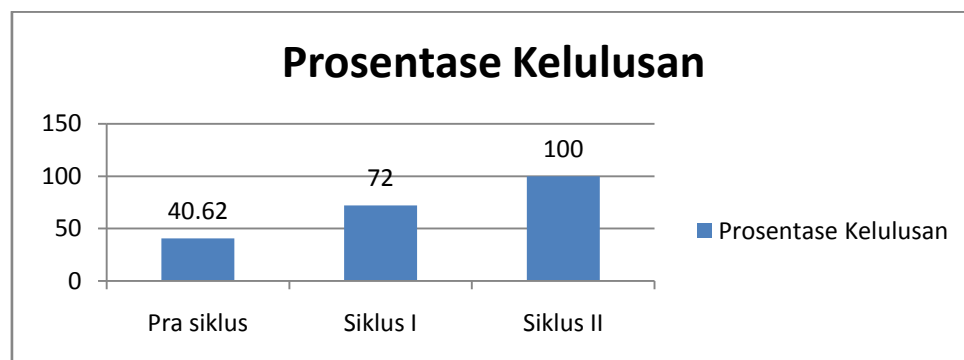 Prosentase Kelulusan
150
100
50
0
40.62
72
100
Pra siklus
Siklus I
Siklus II
Prosentase Kelulusan